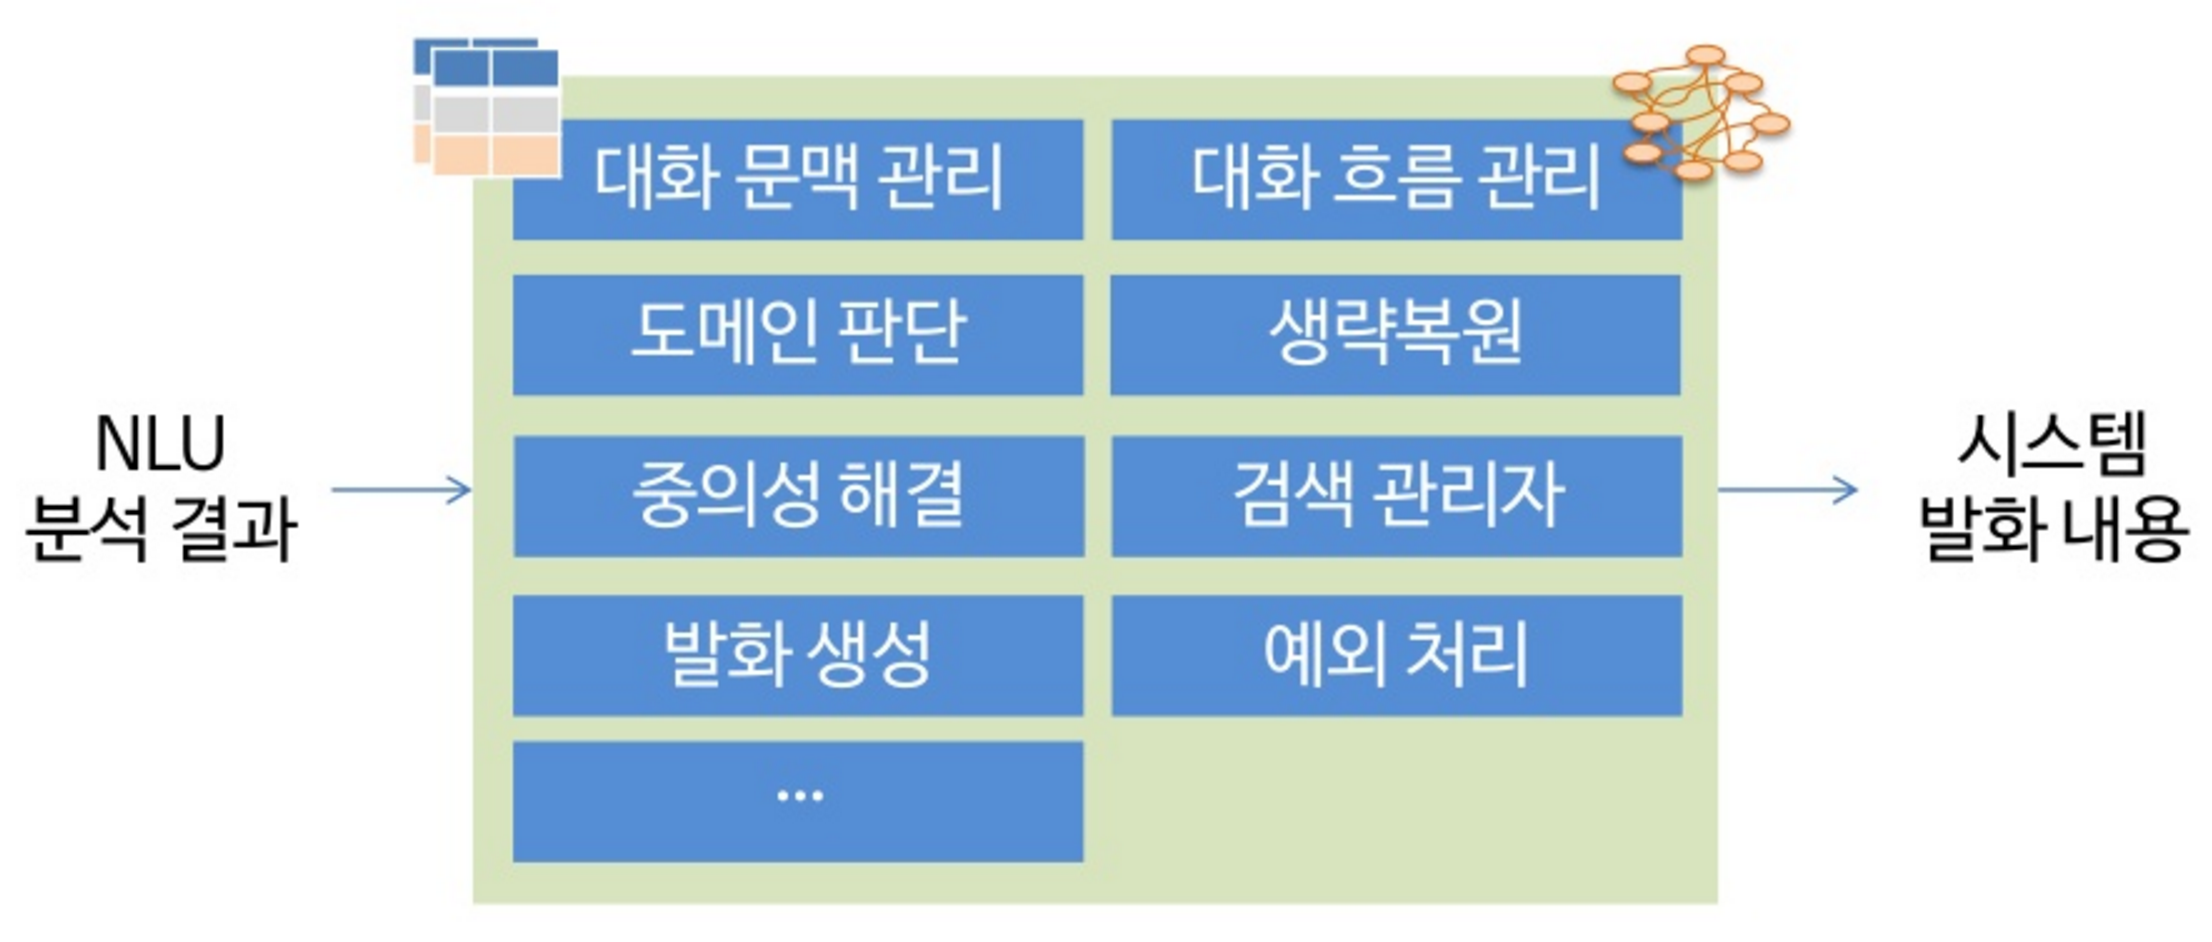 대화 문맥 관리
대화 흐름 관리
도메인 판단
생략복원
NLU
분석 결과
중의성 해결
검색 관리자
시스템
발화 내용
발화 생성
예외 처리
...